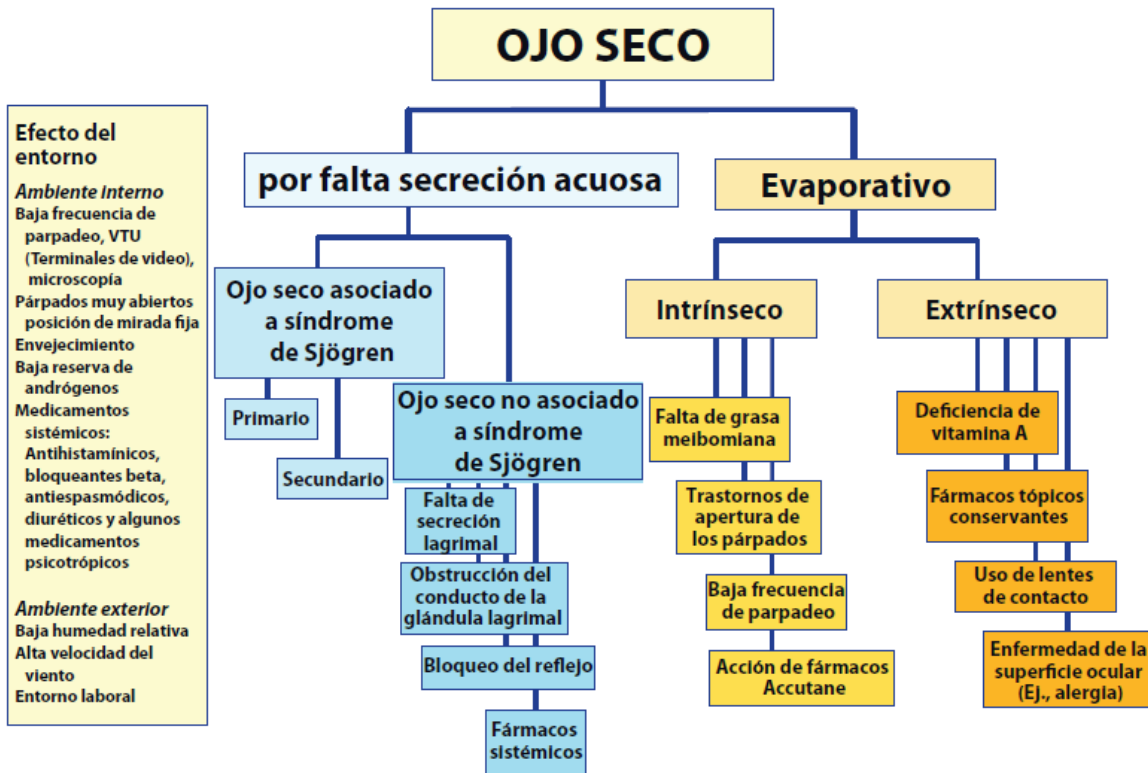 OJO SECO
Efecto del
entorno
Ambiente interno
Baja frecuencia de
parpadeo, VTU
(Terminales de video),
microscopía
Párpados muy abiertos
posición de mirada fija
Envejecimiento
Baja reserva de
andrógenos
Medicamentos
sistémicos:
Antihistamínicos,
bloqueantes beta,
antiespasmódicos,
diuréticos y algunos
medicamentos
psicotrópicos
Ambiente exterior
Baja humedad relativa
Alta velocidad del
viento
Entorno laboral
por falta secreción acuosa
Ojo seco asociado
a síndrome
de Sjögren
Primario
Secundario
Ojo seco no asociado
a síndrome
de Sjögren
Falta de
secreción
lagrimal
Obstrucción del
conducto de la
glándula lagrimal
Bloqueo del reflejo
Fármacos
sistémicos
Evaporativo
Intrínseco
Falta de grasa
meibomiana
Trastornos de
apertura de
los párpados
Baja frecuencia
de parpadeo
Acción de fármacos
Accutane
Extrínseco
Deficiencia de
vitamina A
Fármacos tópicos
conservantes
Uso de lentes
de contacto
Enfermedad de la
superficie ocular
(Ej., alergia)